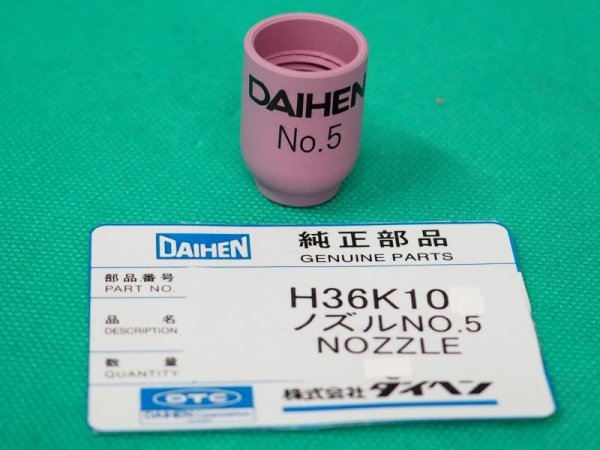 DAIHEN
No.5
DAIHEN 純正部品
GENUINE PARTS
部品番号
PART NO. H36K10
品名 ノズルNO.5
DESCRIPTION NOZZLE
数量
QUANTITY
OTC
DAIHEN Corporation
株式会社ダイヘン